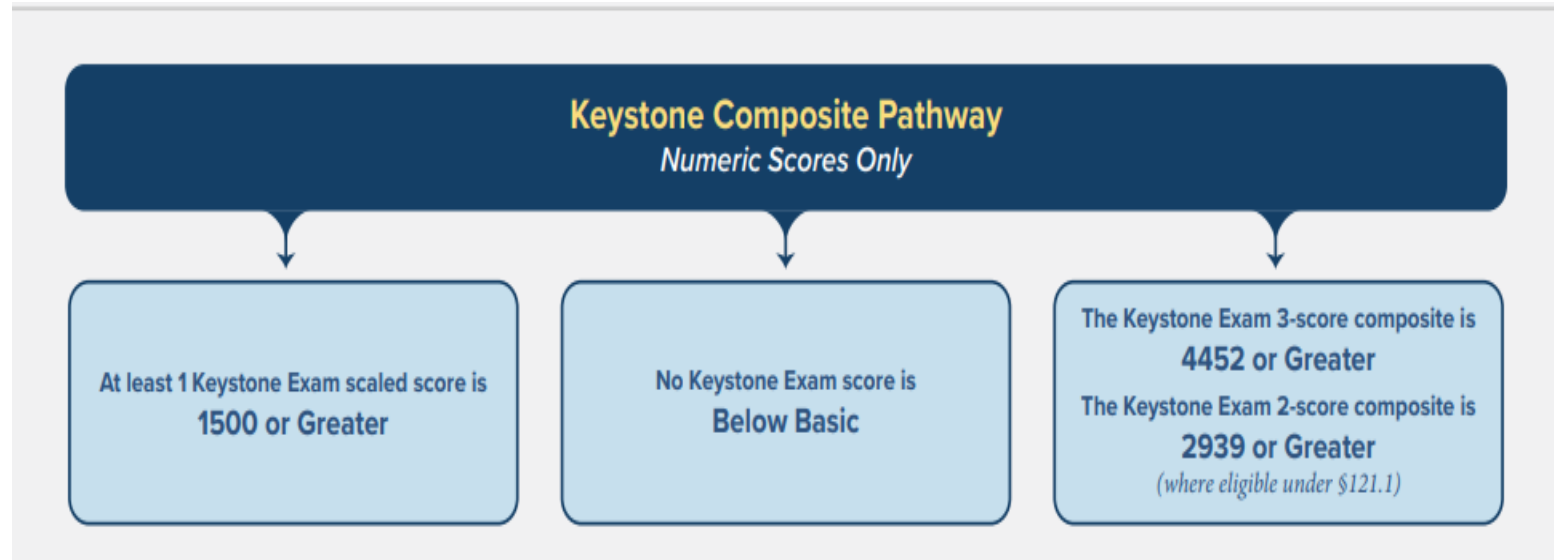 Keystone Composite Pathway
Numeric Scores Only
At least 1 Keystone Exam scaled score is
1500 or Greater
No Keystone Exam score is
Below Basic
The Keystone Exam 3-score composite is
4452 or Greater
The Keystone Exam 2-score composite is
2939 or Greater
(where eligible under $121.1)